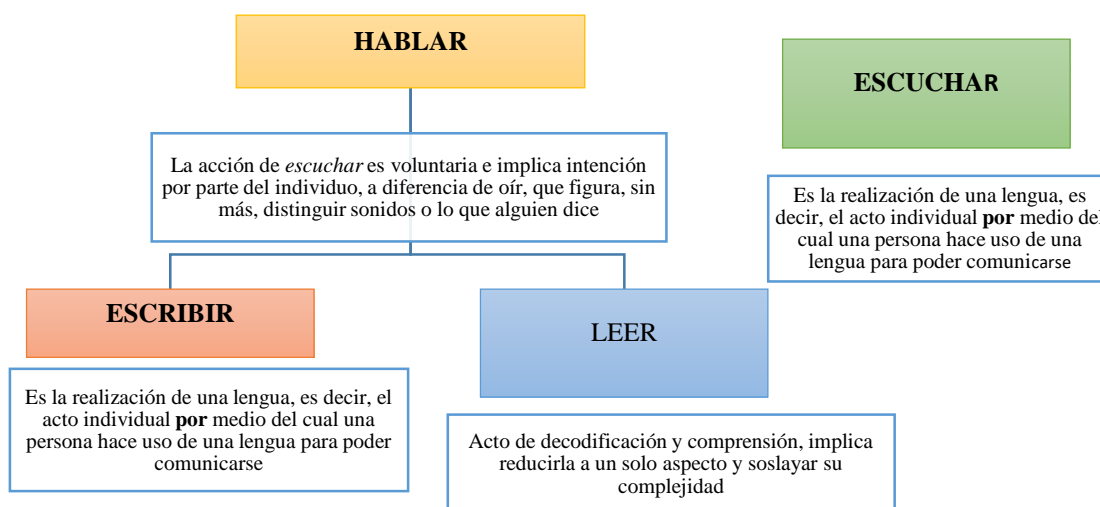 HABLAR
La acción de escuchar es voluntaria e implica intención
por parte del individuo, a diferencia de oír, que figura, sin
más, distinguir sonidos o lo que alguien dice
ESCUCHAR
Es la realización de una lengua, es
decir, el acto individual por medio del
cual una persona hace uso de una
lengua para poder comunicarse
ESCRIBIR
Es la realización de una lengua, es decir, el
acto individual por medio del cual una
persona hace uso de una lengua para poder
comunicarse
LEER
Acto de decodificación y comprensión, implica
reducirla a un solo aspecto y soslayar su
complejidad